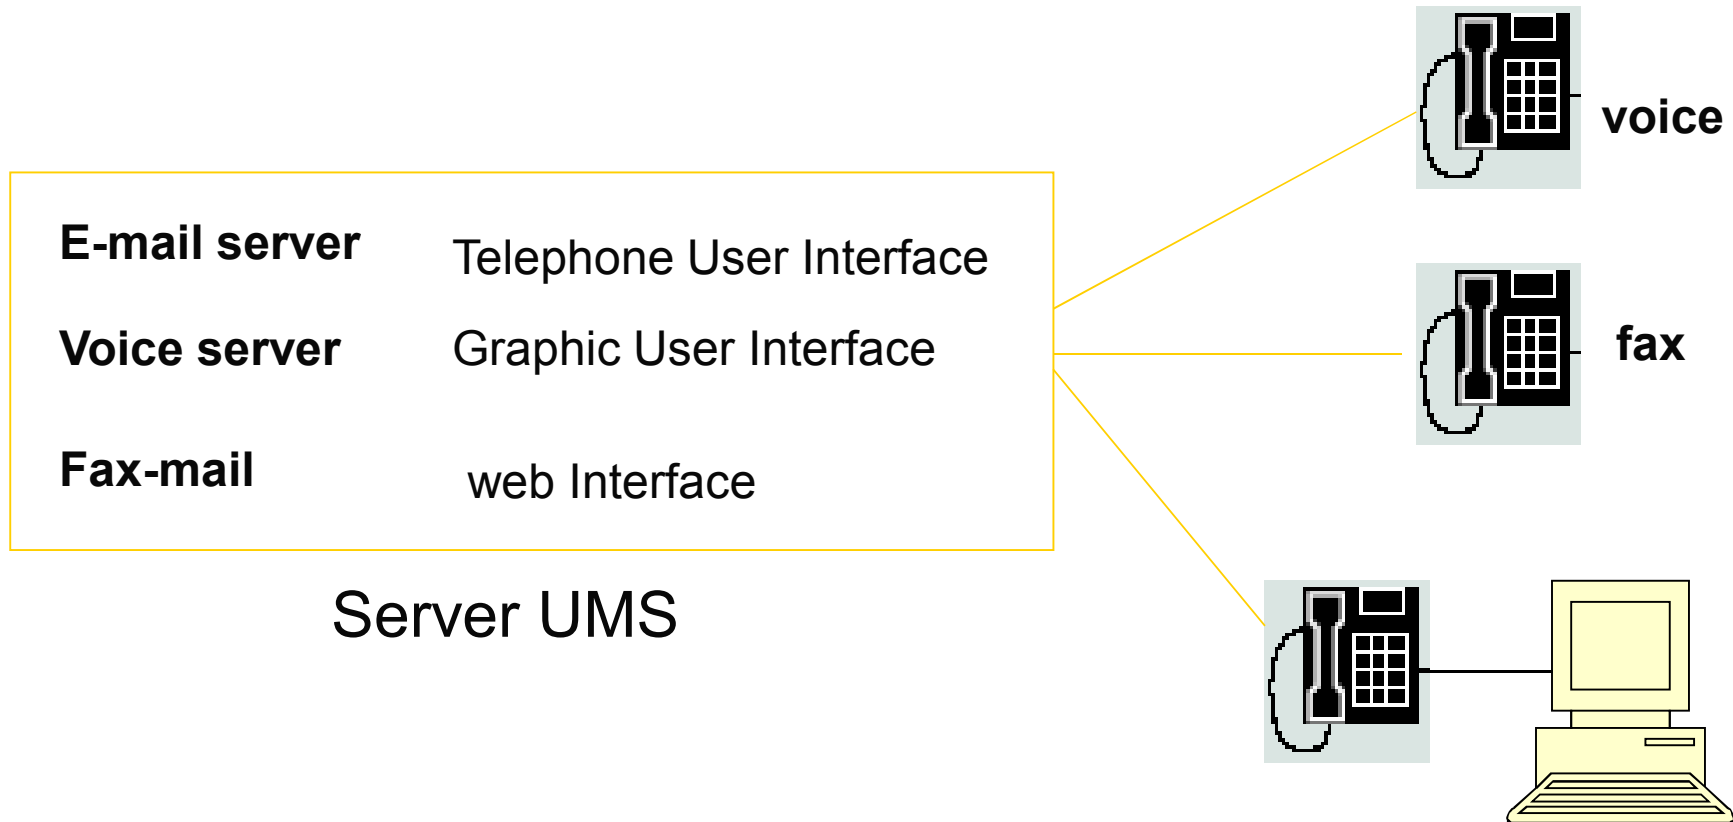 voice
E-mail server
Telephone User Interface
Voice server
Graphic User Interface
fax
Fax-mail
web Interface
Server UMS